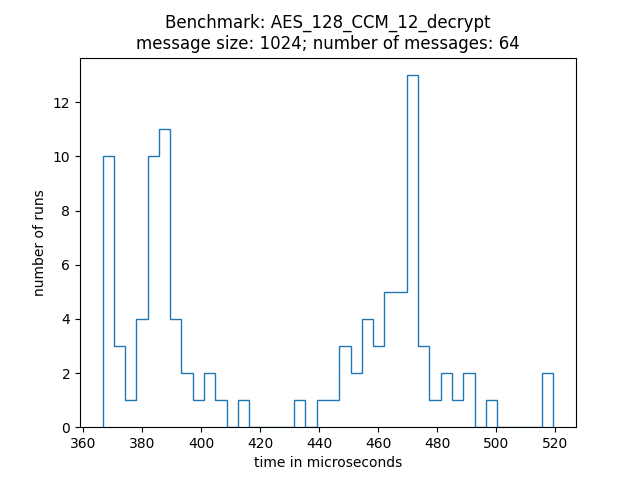 Benchmark: AES_128_CCM_12_decrypt
message size: 1024; number of messages: 64
12
10
8
6
4
2
0
number of runs
360 380 400 420 440 460 480 500 520
time in microseconds